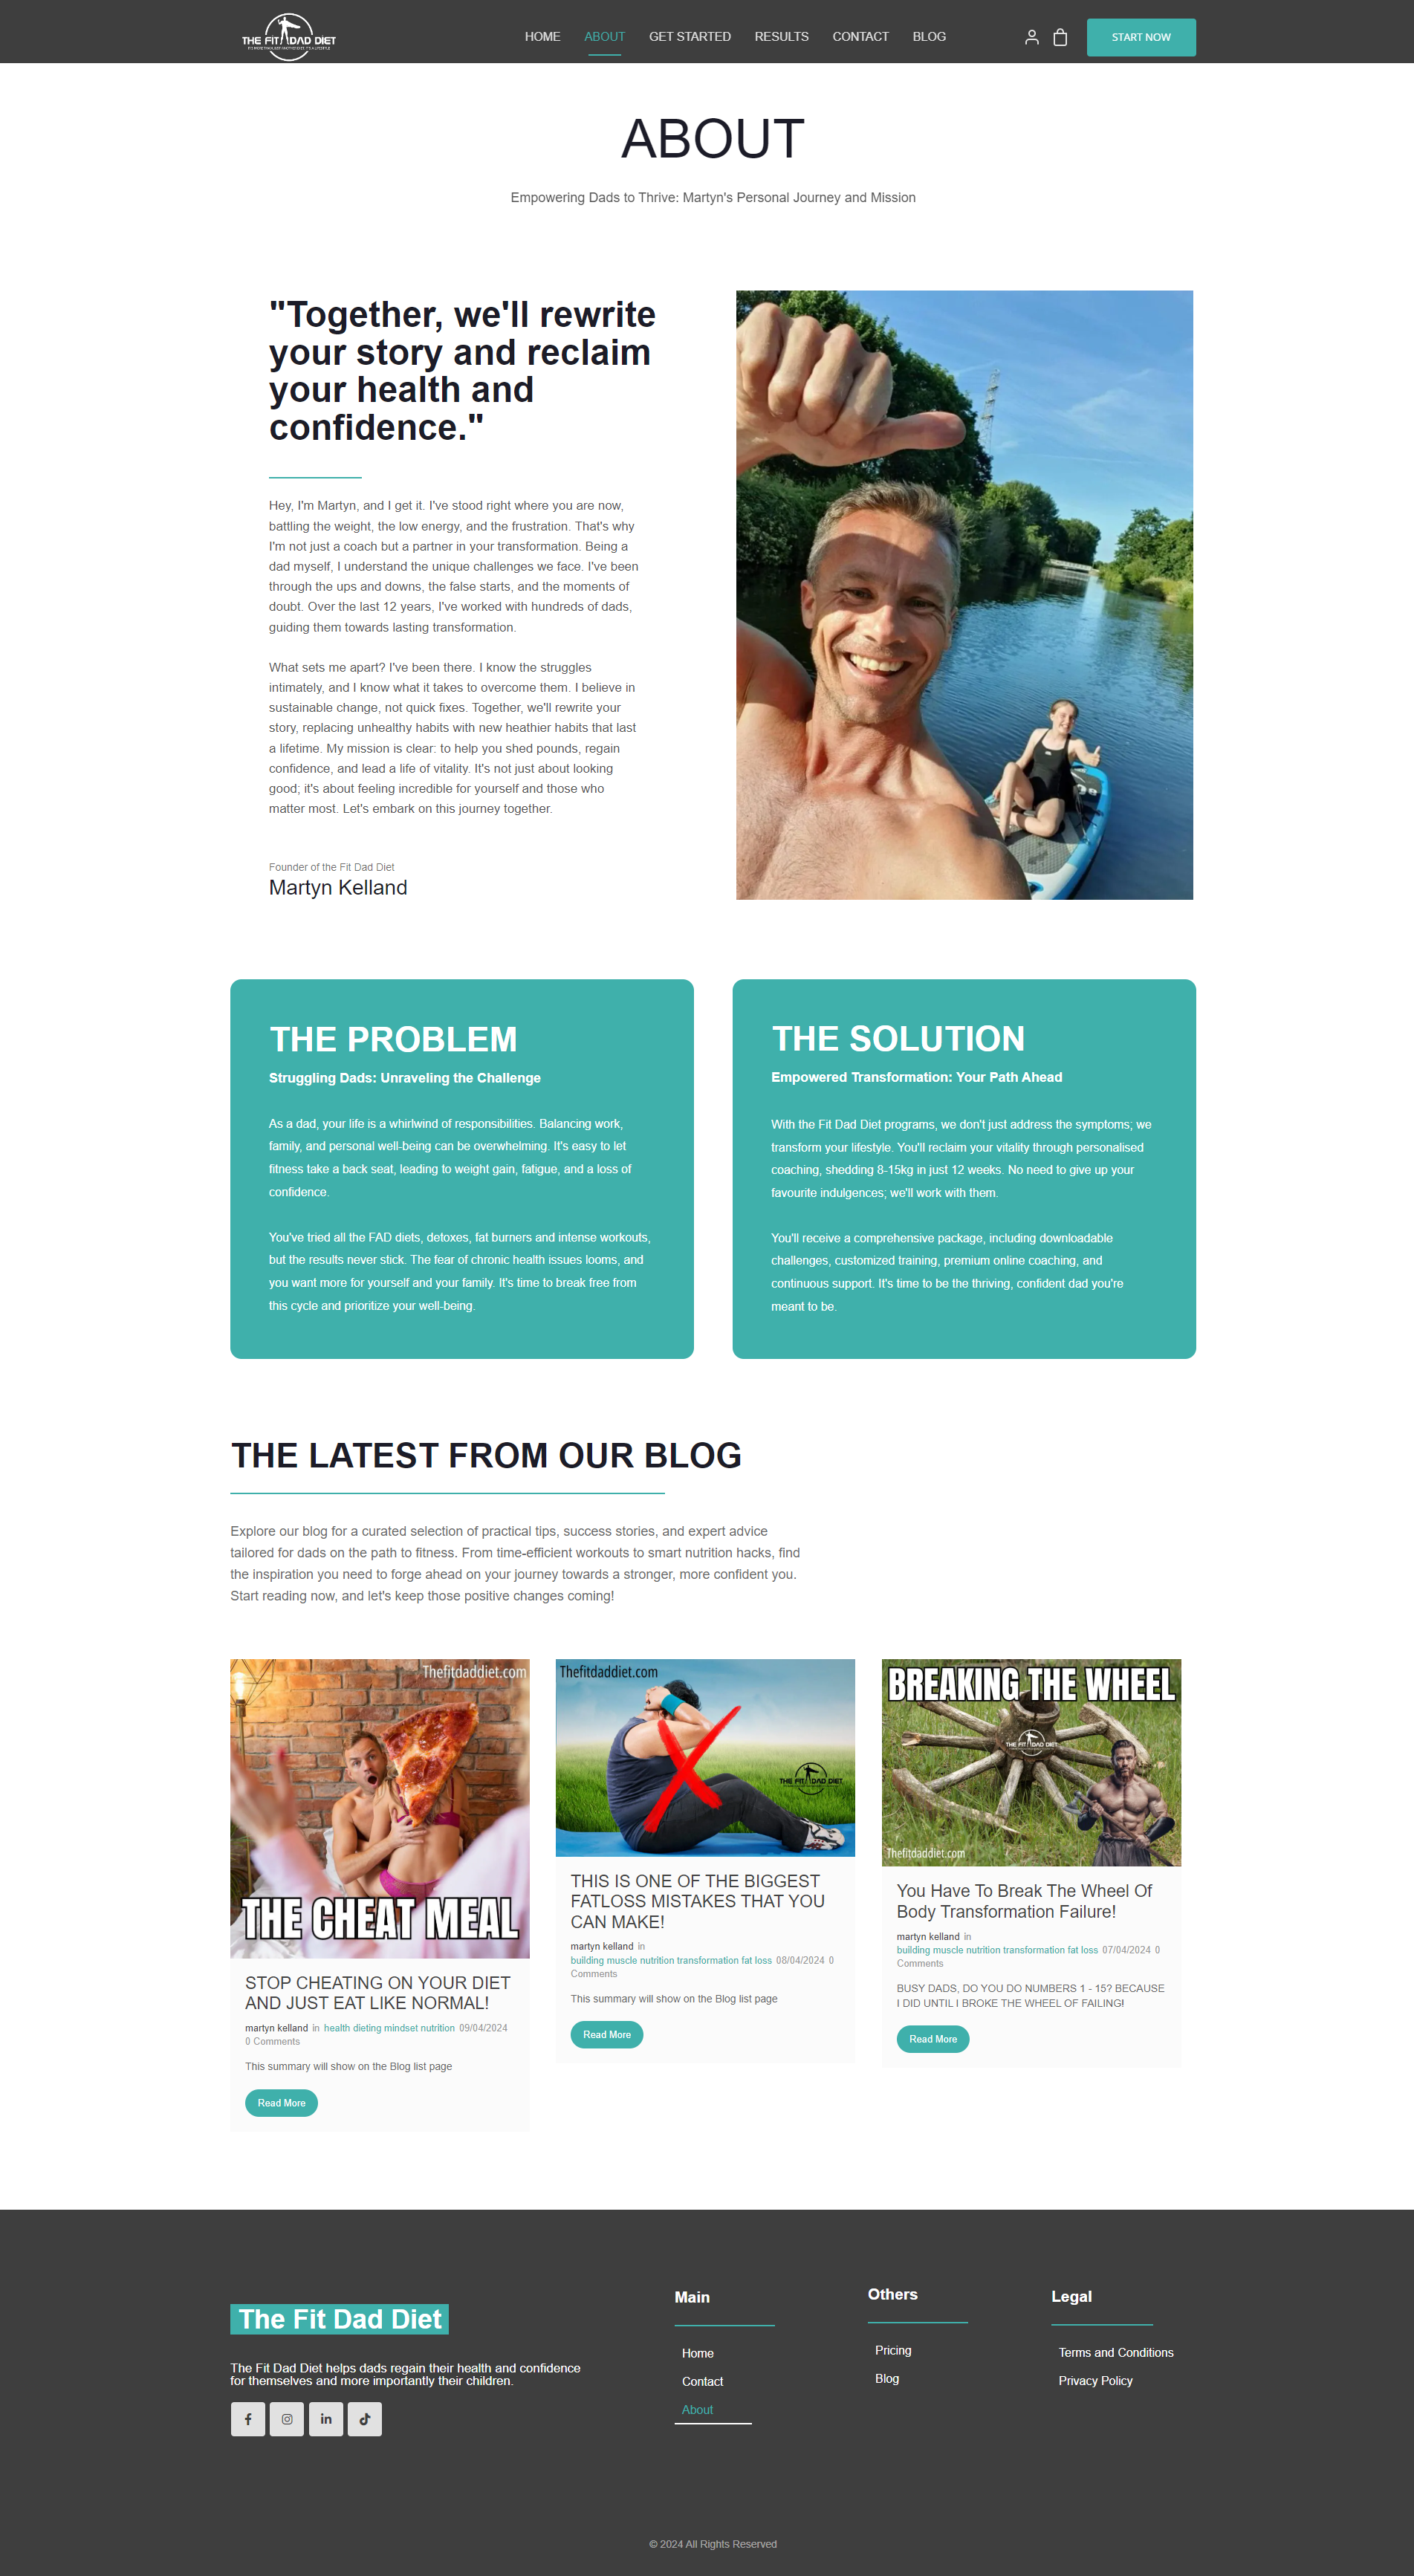 THE FIT DAD DIET
HOME
ABOUT
GET STARTED
RESULTS
CONTACT
BLOG
START NOW
ABOUT
Empowering Dads to Thrive: Martyn's Personal Journey and Mission
"Together, we'll rewrite
your story and reclaim
your health and
confidence."
Hey, I'm Martyn, and I get it. I've stood right where you are now,
battling the weight, the low energy, and the frustration. That's why
I'm not just a coach but a partner in your transformation. Being a
dad myself, I understand the unique challenges we face. I've been
through the ups and downs, the false starts, and the moments of
doubt. Over the last 12 years, I've worked with hundreds of dads,
guiding them towards lasting transformation.
What sets me apart? I've been there. I know the struggles
intimately, and I know what it takes to overcome them. I believe in
sustainable change, not quick fixes. Together, we'll rewrite your
story, replacing unhealthy habits with new heathier habits that last
a lifetime. My mission is clear: to help you shed pounds, regain
confidence, and lead a life of vitality. It's not just about looking
good; it's about feeling incredible for yourself and those who
matter most. Let's embark on this journey together.
Founder of the Fit Dad Diet
Martyn Kelland
THE PROBLEM
Struggling Dads: Unraveling the Challenge
As a dad, your life is a whirlwind of responsibilities. Balancing work,
family, and personal well-being can be overwhelming. It's easy to let
fitness take a back seat, leading to weight gain, fatigue, and a loss of
confidence.
You've tried all the FAD diets, detoxes, fat burners and intense workouts,
but the results never stick. The fear of chronic health issues looms, and
you want more for yourself and your family. It's time to break free from
this cycle and prioritize your well-being.
THE SOLUTION
Empowered Transformation: Your Path Ahead
With the Fit Dad Diet programs, we don't just address the symptoms; we
transform your lifestyle. You'll reclaim your vitality through personalised
coaching, shedding 8-15kg in just 12 weeks. No need to give up your
favourite indulgences; we'll work with them.
You'll receive a comprehensive package, including downloadable
challenges, customized training, premium online coaching, and
continuous support. It's time to be the thriving, confident dad you're
meant to be.
THE LATEST FROM OUR BLOG
Explore our blog for a curated selection of practical tips, success stories, and expert advice
tailored for dads on the path to fitness. From time-efficient workouts to smart nutrition hacks, find
the inspiration you need to forge ahead on your journey towards a stronger, more confident you.
Start reading now, and let's keep those positive changes coming!
Thefitdaddiet.com
THE CHEAT MEAL
STOP CHEATING ON YOUR DIET
AND JUST EAT LIKE NORMAL!
martyn kelland in health dieting mindset nutrition 09/04/2024
0 Comments
This summary will show on the Blog list page
Read More
Thefitdaddiet.com
THE FIT DAD DIET
THIS IS ONE OF THE BIGGEST
FATLOSS MISTAKES THAT YOU
CAN MAKE!
martyn kelland in
building muscle nutrition transformation fat loss 08/04/2024 0
Comments
This summary will show on the Blog list page
Read More
BREAKING THE WHEEL
THE FIT DAD DIET
Thefitdaddiet.com
You Have To Break The Wheel Of
Body Transformation Failure!
martyn kelland in
building muscle nutrition transformation fat loss 07/04/2024 0
Comments
BUSY DADS, DO YOU DO NUMBERS 1 - 15? BECAUSE
I DID UNTIL I BROKE THE WHEEL OF FAILING!
Read More
The Fit Dad Diet
The Fit Dad Diet helps dads regain their health and confidence
for themselves and more importantly their children.
Main
Home
Contact
About
Others
Pricing
Blog
Legal
Terms and Conditions
Privacy Policy
© 2024 All Rights Reserved